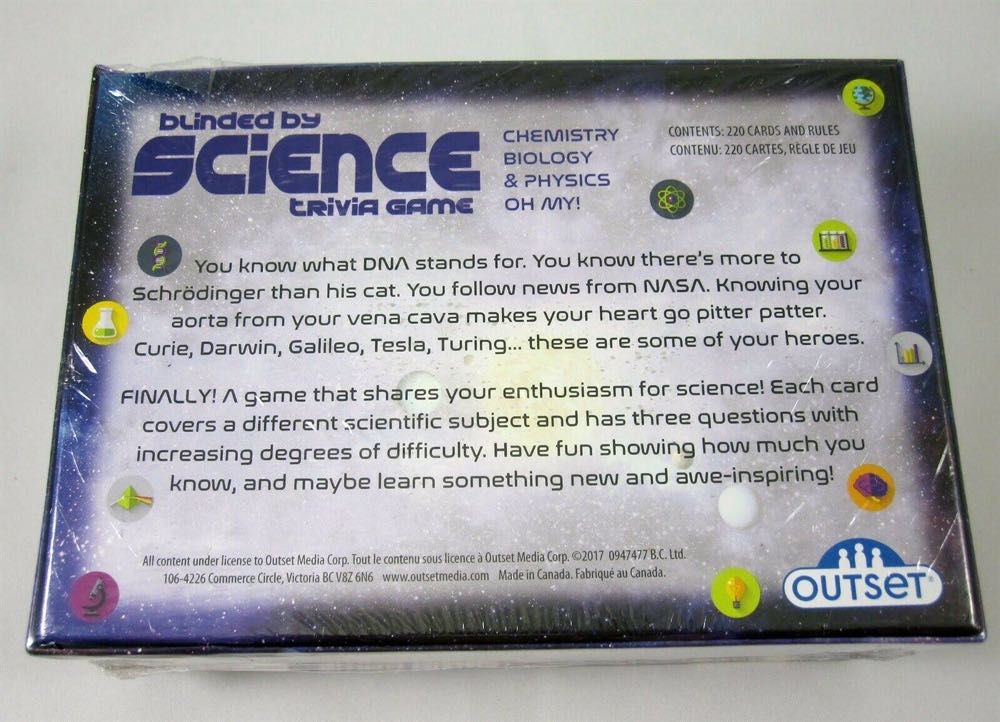 blinded by
SCIENCE
TRIVIA GAME
CHEMISTRY
BIOLOGY
& PHYSICS
OH MY!
CONTENTS: 220 CARDS AND RULES
CONTENU: 220 CARTES, RÈGLE DE JEU
You know what DNA stands for. You know there's more to
Schrödinger than his cat. You follow news from NASA. Knowing your
aorta from your vena cava makes your heart go pitter patter.
Curie, Darwin, Galileo, Tesla, Turing... these are some of your heroes.
FINALLY! A game that shares your enthusiasm for science! Each card
covers a different scientific subject and has three questions with
increasing degrees of difficulty. Have fun showing how much you
know, and maybe learn something new and awe-inspiring!
All content under license to Outset Media Corp. Tout le contenu sous licence à Outset Media Corp. ©2017 0947477 B.C. Ltd.
106-4226 Commerce Circle, Victoria BC V8Z 6N6 www.outsetmedia.com Made in Canada. Fabriqué au Canada.
OUTSET®